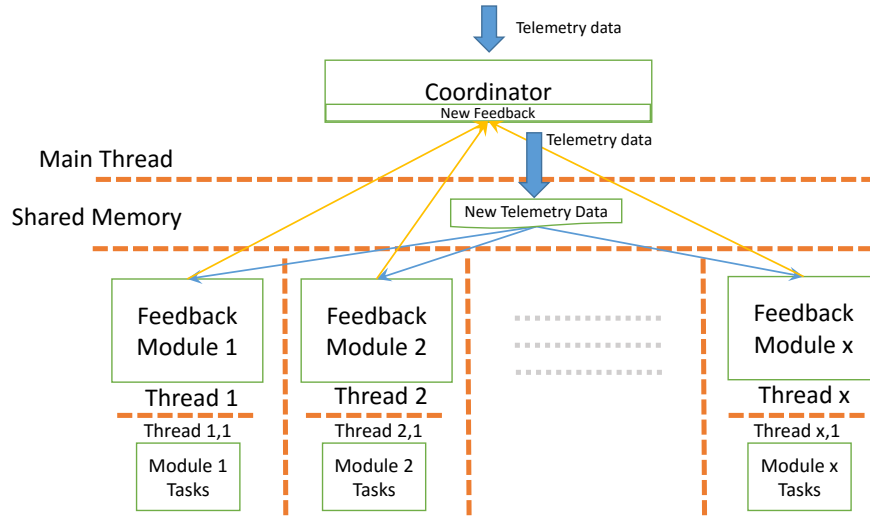 Telemetry data
Coordinator
New Feedback
Telemetry data
Main Thread
Shared Memory
New Telemetry Data
Feedback
Module 1
Feedback
Module 2
Feedback
Module x
Thread 1
Thread 2
Thread x
Thread 1,1
Thread 2,1
Thread x,1
Module 1
Tasks
Module 2
Tasks
Module x
Tasks